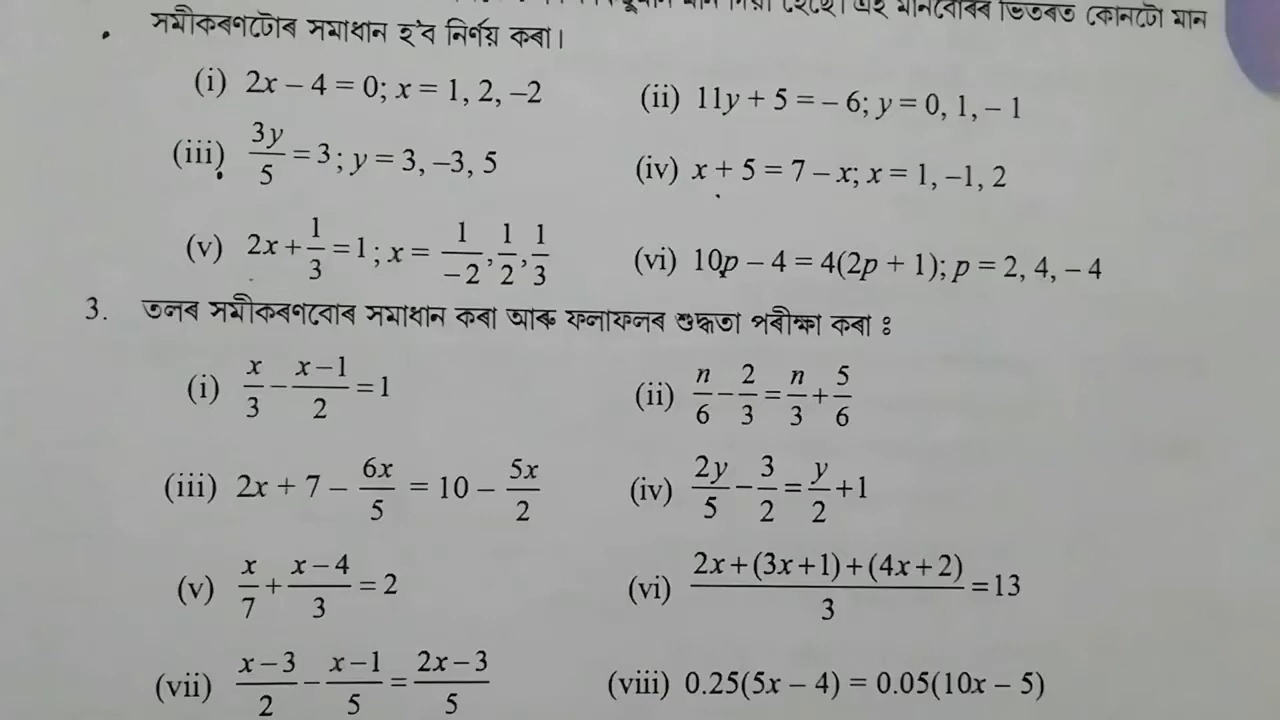 মান দিয়া হৈছে। এই মানবোৰৰ ভিতৰত কোনটো মান
সমীকৰণটোৰ সমাধান হ'ব নিৰ্ণয় কৰা।
(i) 2x – 4 = 0; x = 1, 2, –2 (ii) 11y + 5 = – 6; y = 0, 1, – 1
(iii) 3y/5 = 3; y = 3, –3, 5 (iv) x + 5 = 7 – x; x = 1, –1, 2
(v) 2x + 1/3 = 1; x = 1/–2, 1/2, 1/3 (vi) 10p – 4 = 4(2p + 1); p = 2, 4, – 4
3. তলৰ সমীকৰণবোৰ সমাধান কৰা আৰু ফলাফলৰ শুদ্ধতা পৰীক্ষা কৰা ঃ
(i) x/3 – (x–1)/2 = 1 (ii) n/6 – 2/3 = n/3 + 5/6
(iii) 2x + 7 – 6x/5 = 10 – 5x/2 (iv) 2y/5 – 3/2 = y/2 + 1
(v) x/7 + (x–4)/3 = 2 (vi) (2x+(3x+1)+(4x+2))/3 = 13
(vii) (x–3)/2 – (x–1)/5 = (2x–3)/5 (viii) 0.25(5x – 4) = 0.05(10x – 5)